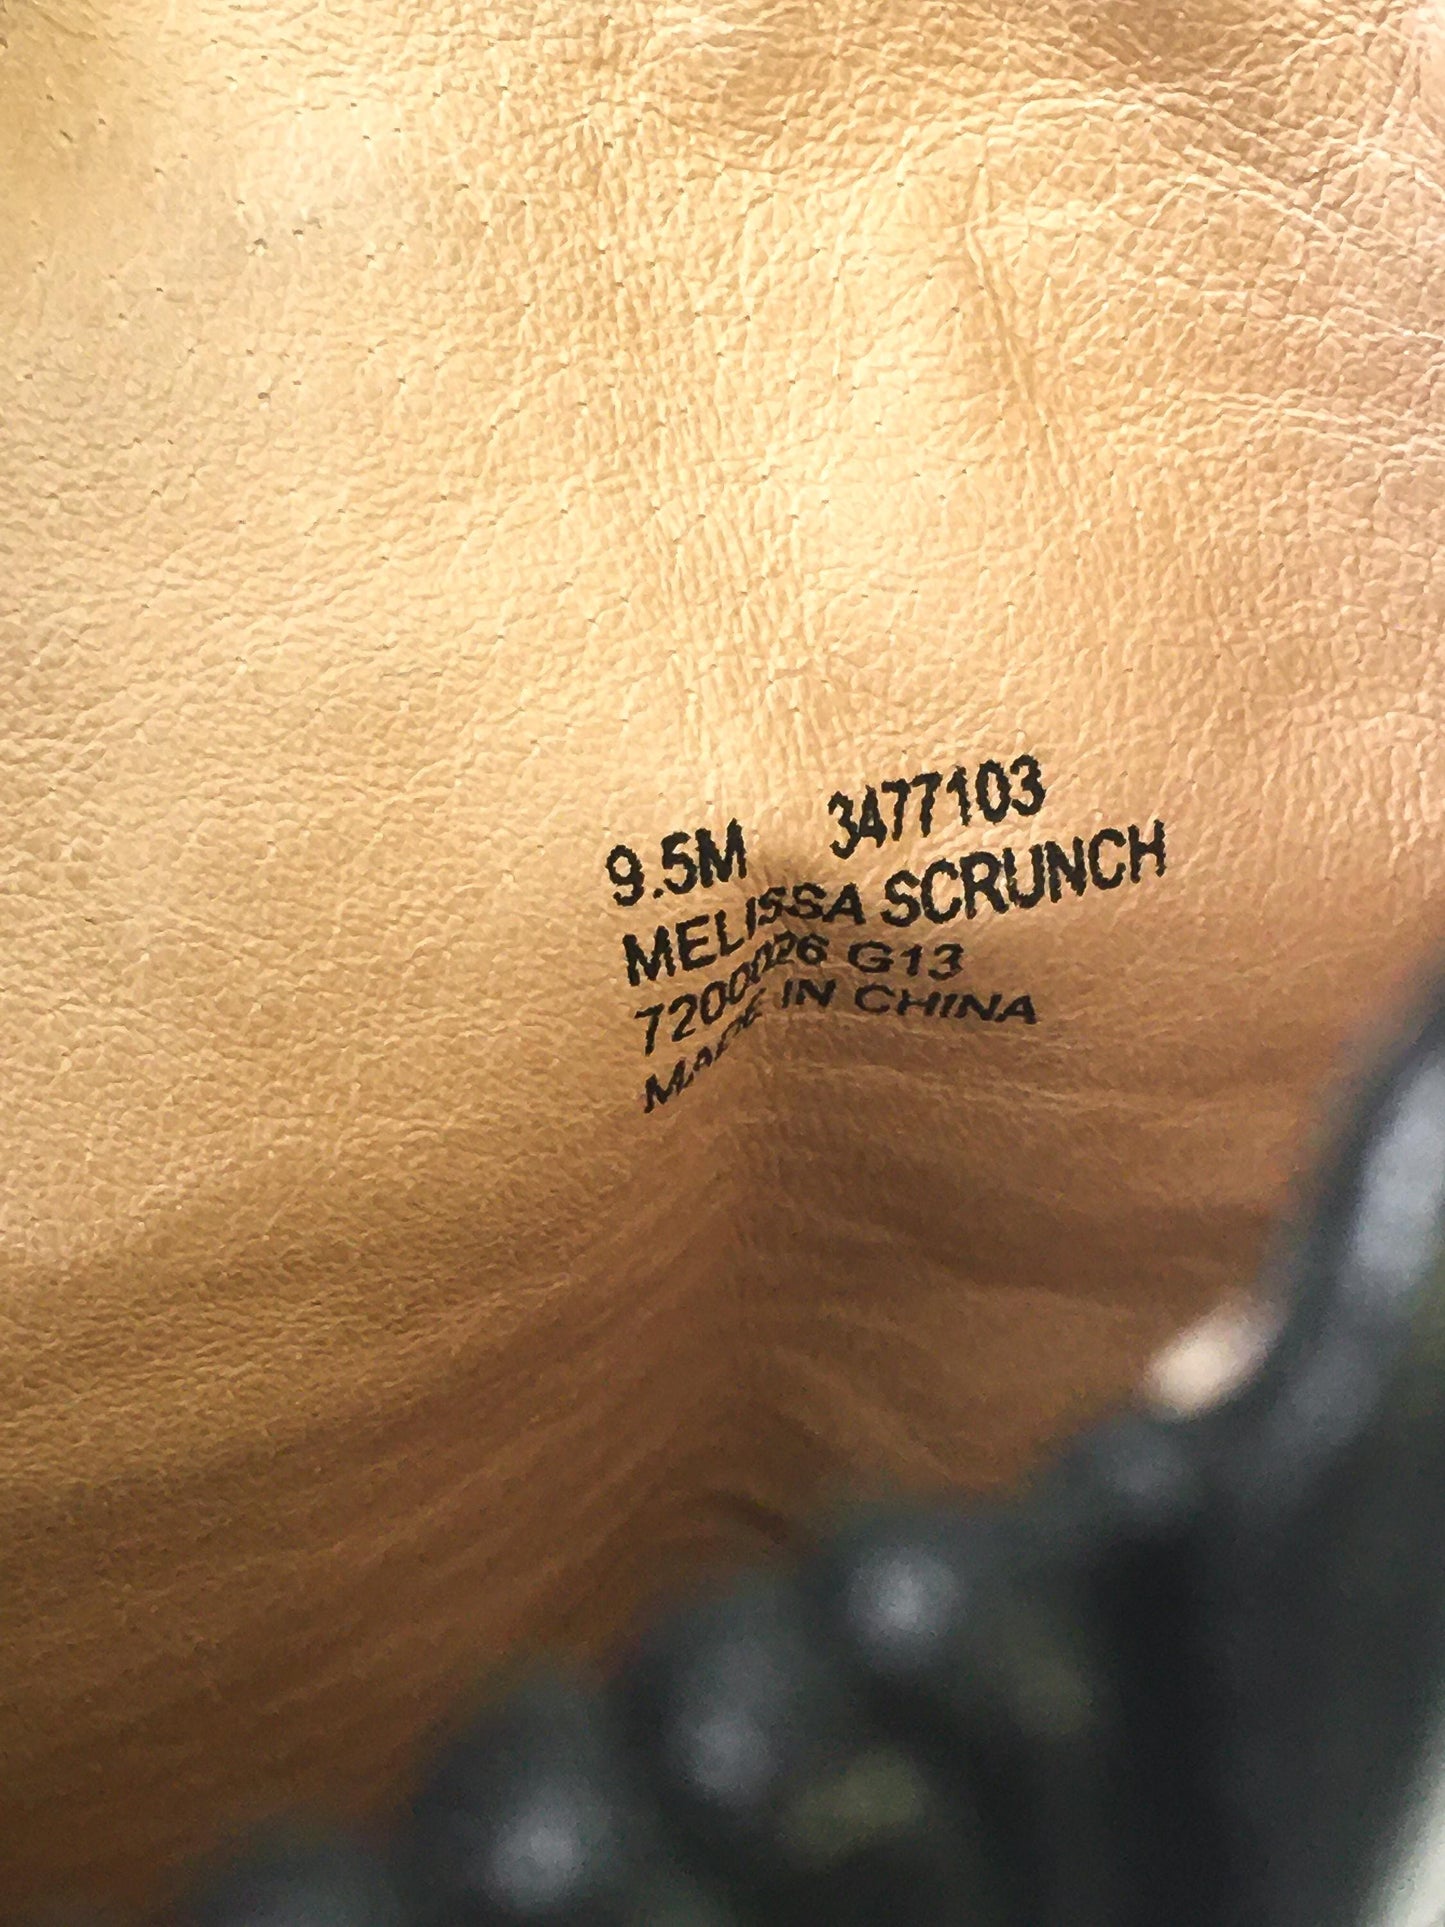 9.5M 3477103
MELISSA SCRUNCH
7200026 G13
MADE IN CHINA